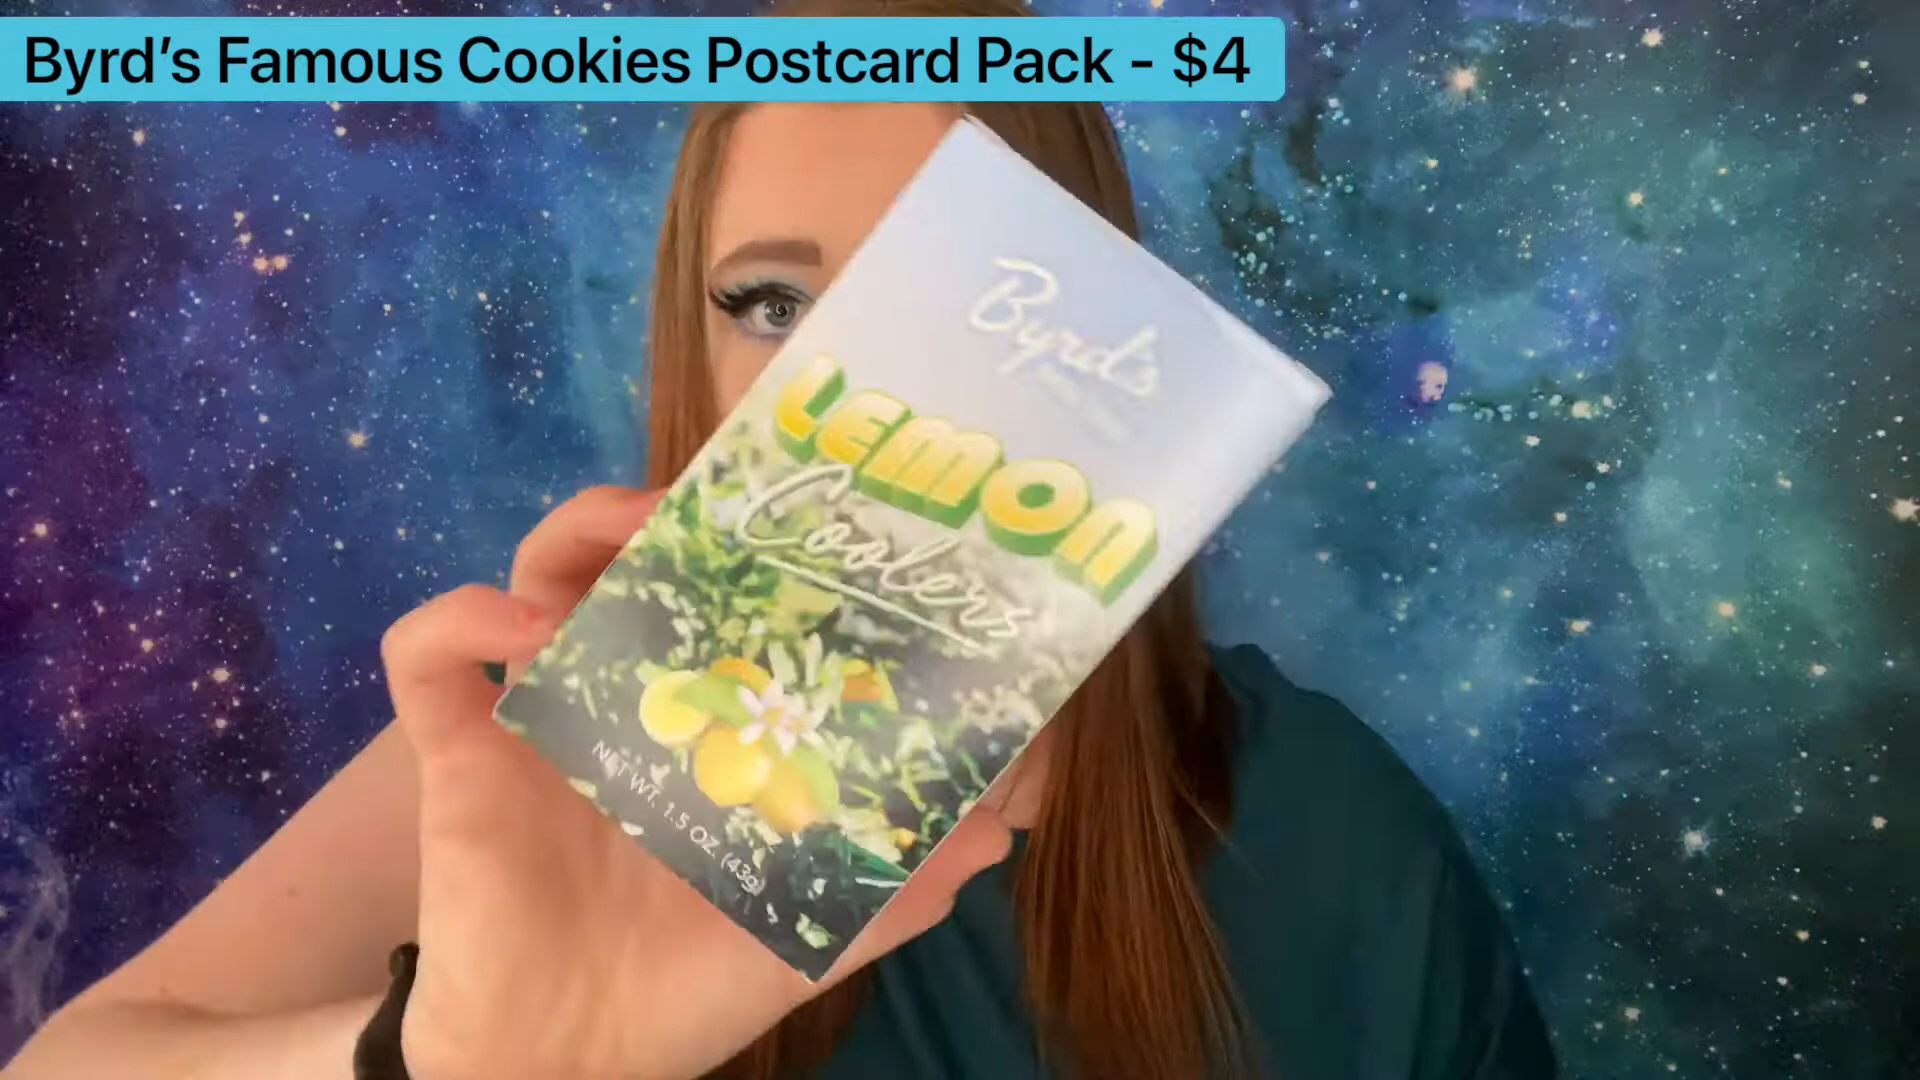 Byrd’s Famous Cookies Postcard Pack - $4
Byrd's
LEMON
Coolers
NET WT. 1.5 OZ. (43g)